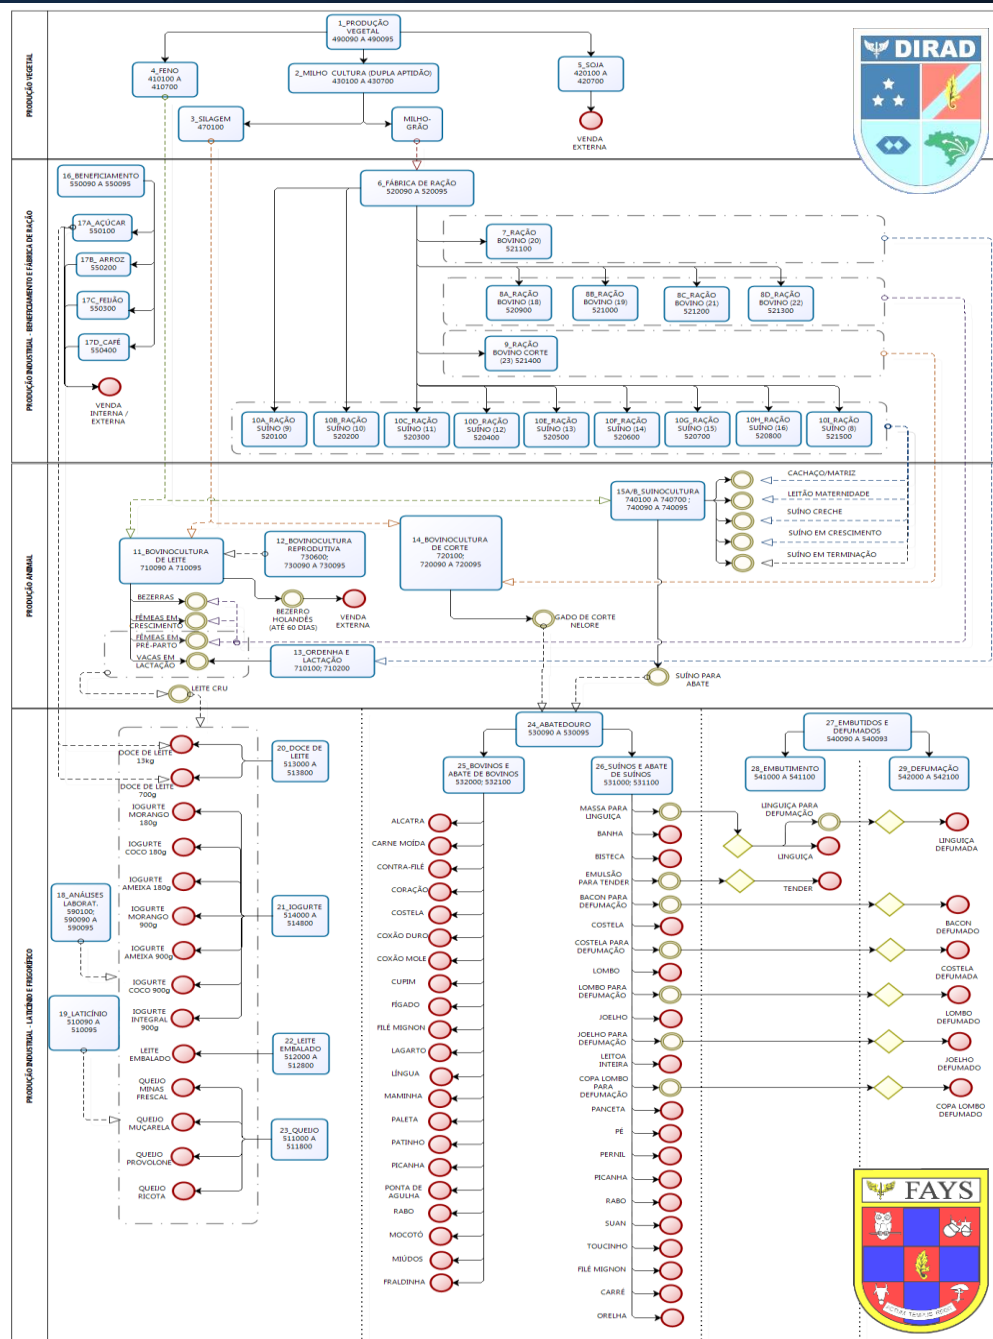 PRODUÇÃO VEGETAL
1_PRODUÇÃO
VEGETAL
490090 A 490095
4_FENO
410100 A
410700
2_MILHO CULTURA (DUPLA APTIDÃO)
430100 A 430700
5_SOJA
420100 A
420700
3_SILAGEM
470100
MILHO-
GRÃO
VENDA
EXTERNA
DIRAD
PRODUÇÃO INDUSTRIAL - BENEFICIAMENTO E FÁBRICA DE RAÇÃO
16_BENEFICIAMENTO
550090 A 550095
6_FÁBRICA DE RAÇÃO
520090 A 520095
17A_AÇÚCAR
550100
17B_ ARROZ
550200
17C_FEIJÃO
550300
17D_CAFÉ
550400
VENDA
INTERNA /
EXTERNA
7_RAÇÃO
BOVINO (20)
521100
8A_RAÇÃO
BOVINO (18)
520900
8B_RAÇÃO
BOVINO (19)
521000
8C_RAÇÃO
BOVINO (21)
521200
8D_RAÇÃO
BOVINO (22)
521300
9_RAÇÃO
BOVINO CORTE
(23) 521400
10A_RAÇÃO
SUÍNO (9)
520100
10B_RAÇÃO
SUÍNO (10)
520200
10C_RAÇÃO
SUÍNO (11)
520300
10D_RAÇÃO
SUÍNO (12)
520400
10E_RAÇÃO
SUÍNO (13)
520500
10F_RAÇÃO
SUÍNO (14)
520600
10G_RAÇÃO
SUÍNO (15)
520700
10H_RAÇÃO
SUÍNO (16)
520800
10I_RAÇÃO
SUÍNO (8)
521500
PRODUÇÃO ANIMAL
15A/B_SUINOCULTURA
740100 A 740700 ;
740090 A 740095
CACHAÇO/MATRIZ
LEITÃO MATERNIDADE
SUÍNO CRECHE
SUÍNO EM CRESCIMENTO
SUÍNO EM TERMINAÇÃO
11_BOVINOCULTURA
DE LEITE
710090 A 710095
12_BOVINOCULTURA
REPRODUTIVA
730600;
730090 A 730095
14_BOVINOCULTURA
DE CORTE
720100;
720090 A 720095
BEZERRAS
FÊMEAS EM
CRESCIMENTO
FÊMEAS EM
PRÉ-PARTO
VACAS EM
LACTAÇÃO
BEZERRO
HOLANDÊS
(ATÉ 60 DIAS)
VENDA
EXTERNA
GADO DE CORTE
NELORE
13_ORDENHA E
LACTAÇÃO
710100; 710200
SUÍNO PARA
ABATE
LEITE CRU
PRODUÇÃO INDUSTRIAL - LATICÍNIO E FRIGORÍFICO
24_ABATEDOURO
530090 A 530095
27_EMBUTIDOS E
DEFUMADOS
540090 A 540093
DOCE DE LEITE
13kg
DOCE DE LEITE
700g
20_DOCE DE
LEITE
513000 A
513800
25_BOVINOS E
ABATE DE BOVINOS
532000; 532100
26_SUÍNOS E ABATE
DE SUÍNOS
531000; 531100
28_EMBUTIMENTO
541000 A 541100
29_DEFUMAÇÃO
542000 A 542100
IOGURTE
MORANGO
180g
IOGURTE
COCO 180g
IOGURTE
AMEIXA 180g
IOGURTE
MORANGO
900g
IOGURTE
AMEIXA 900g
IOGURTE
COCO 900g
IOGURTE
INTEGRAL
900g
LEITE
EMBALADO
QUEIJO
MINAS
FRESCAL
QUEIJO
MUÇARELA
QUEIJO
PROVOLONE
QUEIJO
RICOTA
18_ANÁLISES
LABORAT.
590100;
590090 A
590095
19_LATICÍNIO
510090 A
510095
21_IOGURTE
514000 A
514800
22_LEITE
EMBALADO
512000 A
512800
23_QUEIJO
511000 A
511800
ALCATRA
CARNE MOÍDA
CONTRA-FILÉ
CORAÇÃO
COSTELA
COXÃO DURO
COXÃO MOLE
CUPIM
FÍGADO
FILÉ MIGNON
LAGARTO
LÍNGUA
MAMINHA
PALETA
PATINHO
PICANHA
PONTA DE
AGULHA
RABO
MOCOTÓ
MIÚDOS
FRALDINHA
MASSA PARA
LINGUIÇA
BANHA
BISTECA
EMULSÃO
PARA TENDER
BACON PARA
DEFUMAÇÃO
COSTELA
COSTELA PARA
DEFUMAÇÃO
LOMBO
LOMBO PARA
DEFUMAÇÃO
JOELHO
JOELHO PARA
DEFUMAÇÃO
LEITOA
INTEIRA
COPA LOMBO
PARA
DEFUMAÇÃO
PANCETA
PÉ
PERNIL
PICANHA
RABO
SUAN
TOUCINHO
FILÉ MIGNON
CARRÉ
ORELHA
LINGUIÇA PARA
DEFUMAÇÃO
LINGUIÇA
TENDER
LINGUIÇA
DEFUMADA
BACON
DEFUMADO
COSTELA
DEFUMADA
LOMBO
DEFUMADO
JOELHO
DEFUMADO
COPA LOMBO
DEFUMADO
FAYS